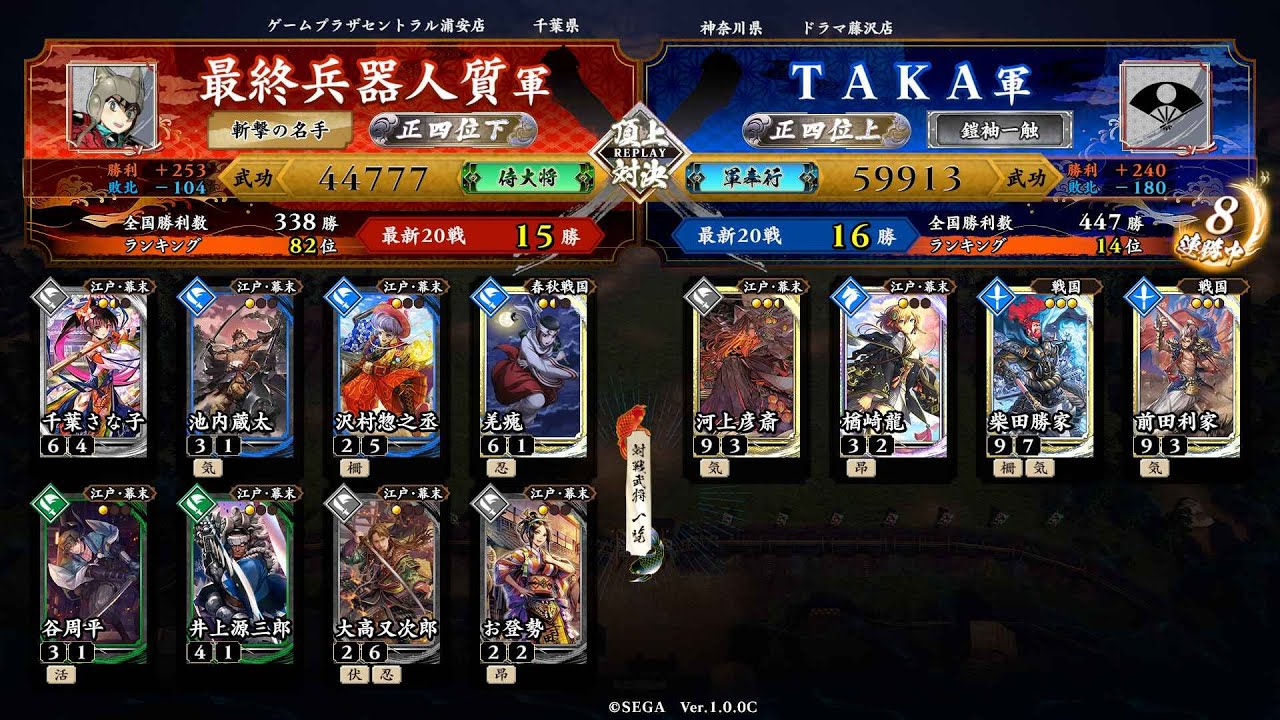 ゲームプラザセントラル浦安店 千葉県 神奈川県 ドラマ藤沢店
最終兵器人質軍
斬撃の名手 正四位下
勝利 +253
敗北 -104
武功 44777 侍大将
全国勝利数 338勝
ランキング 82位
最新20戦 15勝
頂上
REPLAY
対決
TAKA軍
正四位上 鎧袖一触
軍奉行 59913 武功
勝利 +240
敗北 -180
最新20戦 16勝
全国勝利数 447勝
ランキング 14位
8
連勝中
江戸・幕末 江戸・幕末 江戸・幕末 春秋戦国 江戸・幕末 江戸・幕末 戦国 戦国
千葉さな子 池内蔵太 沢村惣之丞 羌瘣 河上彦斎 楢崎龍 柴田勝家 前田利家
6 4 3 1 2 5 6 1 9 3 3 2 9 7 9 3
気 柵 忍 気 昂 柵 気 気
対戦武将一覧
江戸・幕末 江戸・幕末 江戸・幕末 江戸・幕末
谷周平 井上源三郎 大高又次郎 お登勢
3 1 4 1 2 6 2 2
活 伏 忍 昂
©SEGA Ver.1.0.0C